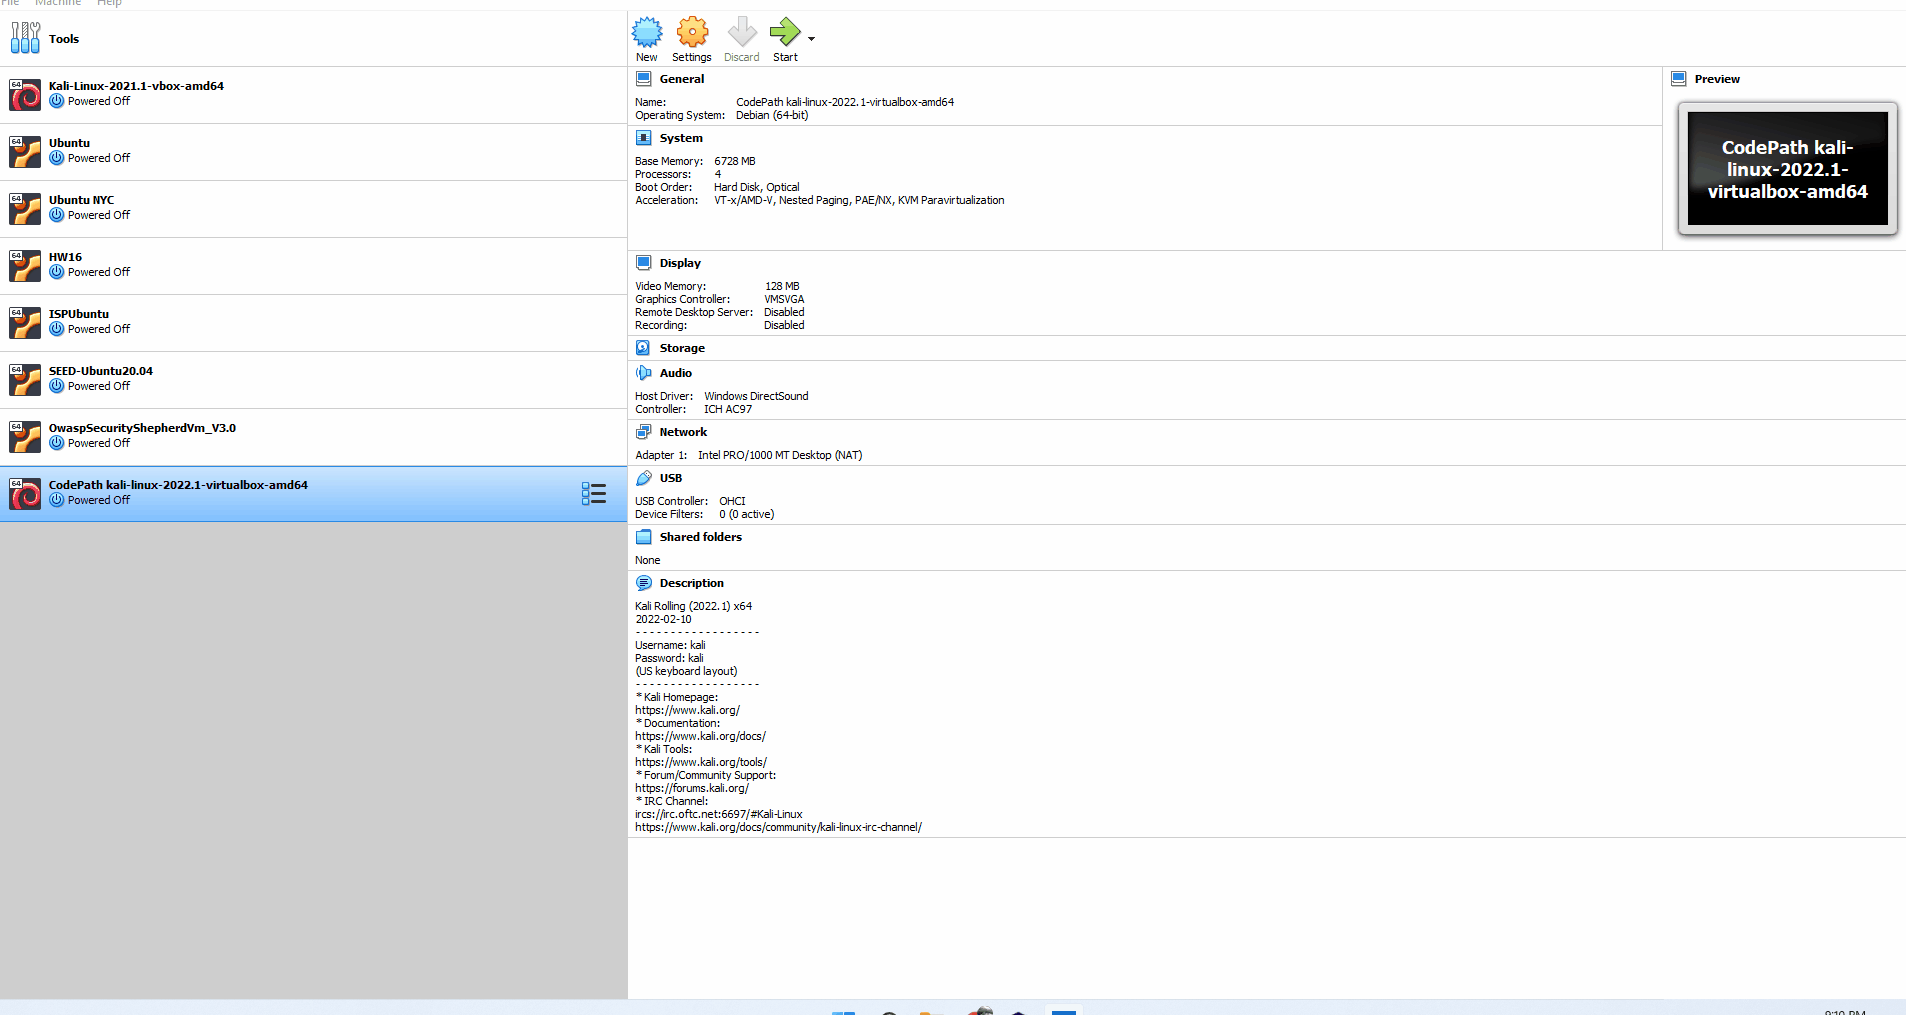 File Machine Help
Tools
New Settings Discard Start
64 Kali-Linux-2021.1-vbox-amd64
Powered Off
64 Ubuntu
Powered Off
64 Ubuntu NYC
Powered Off
64 HW16
Powered Off
64 ISPUbuntu
Powered Off
64 SEED-Ubuntu20.04
Powered Off
64 OwaspSecurityShepherdVm_V3.0
Powered Off
64 CodePath kali-linux-2022.1-virtualbox-amd64
Powered Off
General
Name: CodePath kali-linux-2022.1-virtualbox-amd64
Operating System: Debian (64-bit)
System
Base Memory: 6728 MB
Processors: 4
Boot Order: Hard Disk, Optical
Acceleration: VT-x/AMD-V, Nested Paging, PAE/NX, KVM Paravirtualization
Preview
CodePath kali-
linux-2022.1-
virtualbox-amd64
Display
Video Memory: 128 MB
Graphics Controller: VMSVGA
Remote Desktop Server: Disabled
Recording: Disabled
Storage
Audio
Host Driver: Windows DirectSound
Controller: ICH AC97
Network
Adapter 1: Intel PRO/1000 MT Desktop (NAT)
USB
USB Controller: OHCI
Device Filters: 0 (0 active)
Shared folders
None
Description
Kali Rolling (2022.1) x64
2022-02-10
- - - - - - - - - - - - - - - - - -
Username: kali
Password: kali
(US keyboard layout)
- - - - - - - - - - - - - - - - - -
* Kali Homepage:
https://www.kali.org/
* Documentation:
https://www.kali.org/docs/
* Kali Tools:
https://www.kali.org/tools/
* Forum/Community Support:
https://forums.kali.org/
* IRC Channel:
ircs://irc.oftc.net:6697/#Kali-Linux
https://www.kali.org/docs/community/kali-linux-irc-channel/